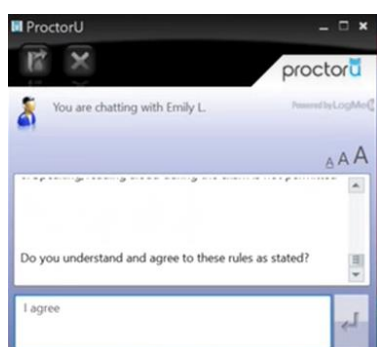 ProctorU
proctorU
You are chatting with Emily L.
Powered by LogMeIn
A A A
Do you understand and agree to these rules as stated?
I agree